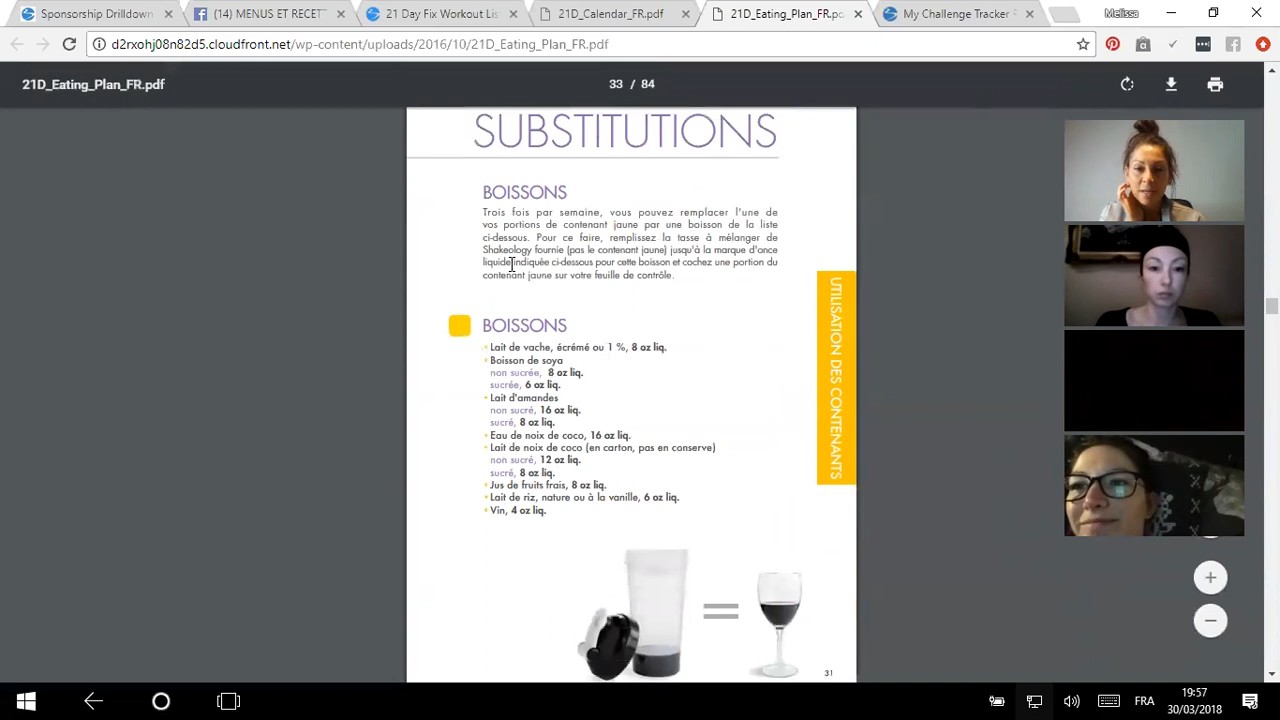 Sponsorship Drilldown
(14) MENUS ET RECET
21 Day Fix Workout Lis
21D_Calendar_FR.pdf
21D_Eating_Plan_FR.pd
My Challenge Tracker -
Melissa
d2rxohj08n82d5.cloudfront.net/wp-content/uploads/2016/10/21D_Eating_Plan_FR.pdf
21D_Eating_Plan_FR.pdf
33 / 84
SUBSTITUTIONS
BOISSONS
Trois fois par semaine, vous pouvez remplacer l'une de
vos portions de contenant jaune par une boisson de la liste
ci-dessous. Pour ce faire, remplissez la tasse à mélanger de
Shakeology fournie (pas le contenant jaune) jusqu'à la marque d'once
liquide indiquée ci-dessous pour cette boisson et cochez une portion du
contenant jaune sur votre feuille de contrôle.
BOISSONS
• Lait de vache, écrémé ou 1 %, 8 oz liq.
• Boisson de soya
non sucrée, 8 oz liq.
sucrée, 6 oz liq.
• Lait d'amandes
non sucré, 16 oz liq.
sucré, 8 oz liq.
• Eau de noix de coco, 16 oz liq.
• Lait de noix de coco (en carton, pas en conserve)
non sucré, 12 oz liq.
sucré, 8 oz liq.
• Jus de fruits frais, 8 oz liq.
• Lait de riz, nature ou à la vanille, 6 oz liq.
• Vin, 4 oz liq.
UTILISATION DES CONTENANTS
=
31
FRA
19:57
30/03/2018